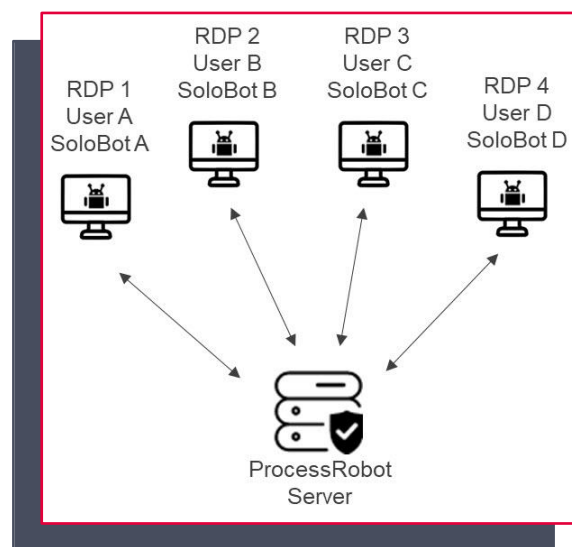 RDP 1
User A
SoloBot A
RDP 2
User B
SoloBot B
RDP 3
User C
SoloBot C
RDP 4
User D
SoloBot D
ProcessRobot
Server